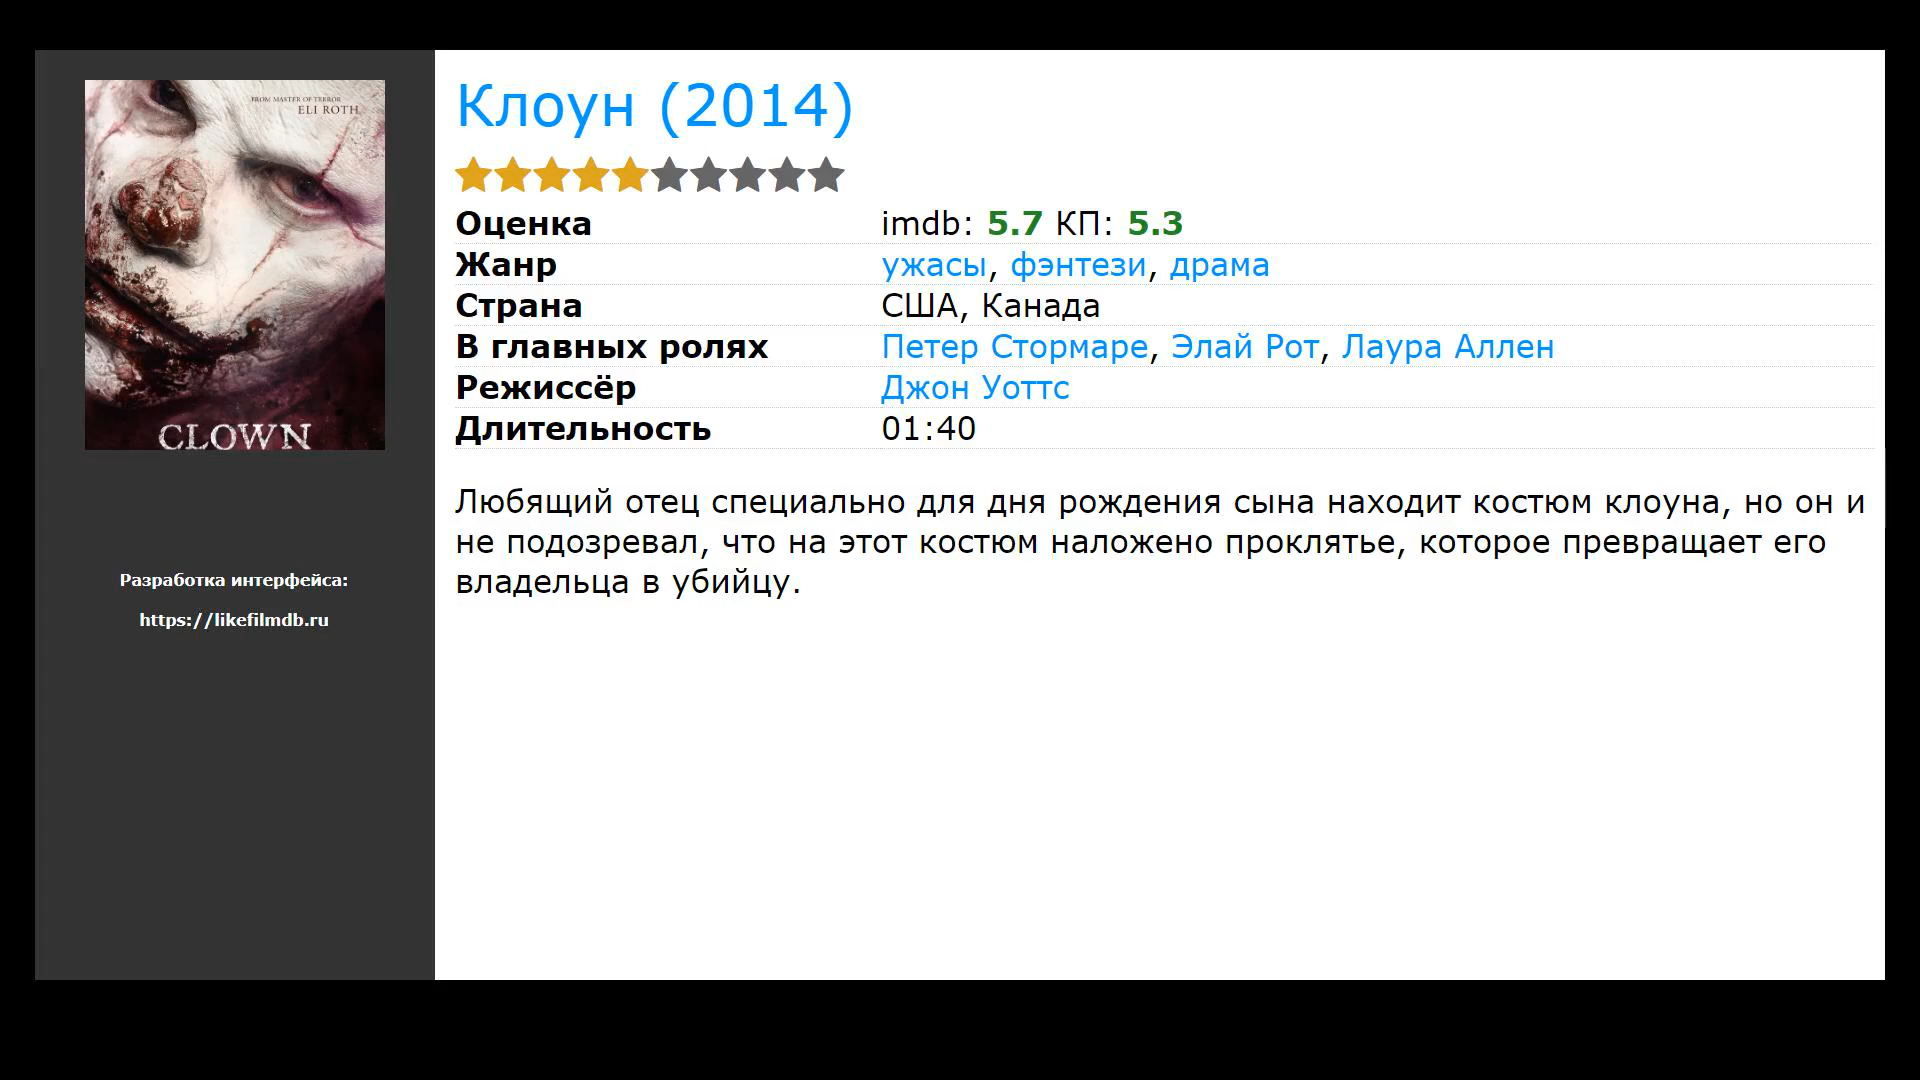 FROM MASTER OF TERROR
ELI ROTH
CLOWN
Разработка интерфейса:
https://likefilmdb.ru
Клоун (2014)
Оценка imdb: 5.7 КП: 5.3
Жанр ужасы, фэнтези, драма
Страна США, Канада
В главных ролях Петер Стормаре, Элай Рот, Лаура Аллен
Режиссёр Джон Уоттс
Длительность 01:40
Любящий отец специально для дня рождения сына находит костюм клоуна, но он и
не подозревал, что на этот костюм наложено проклятье, которое превращает его
владельца в убийцу.